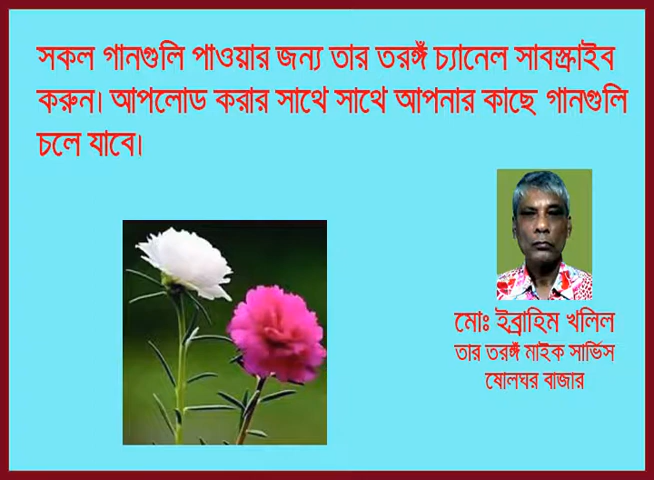 সকল গানগুলি পাওয়ার জন্য তার তরঙ্গঁ চ্যানেল সাবস্ক্রাইব
করুন। আপলোড করার সাথে সাথে আপনার কাছে গানগুলি
চলে যাবে।
মোঃ ইব্রাহিম খলিল
তার তরঙ্গঁ মাইক সার্ভিস
ষোলঘর বাজার